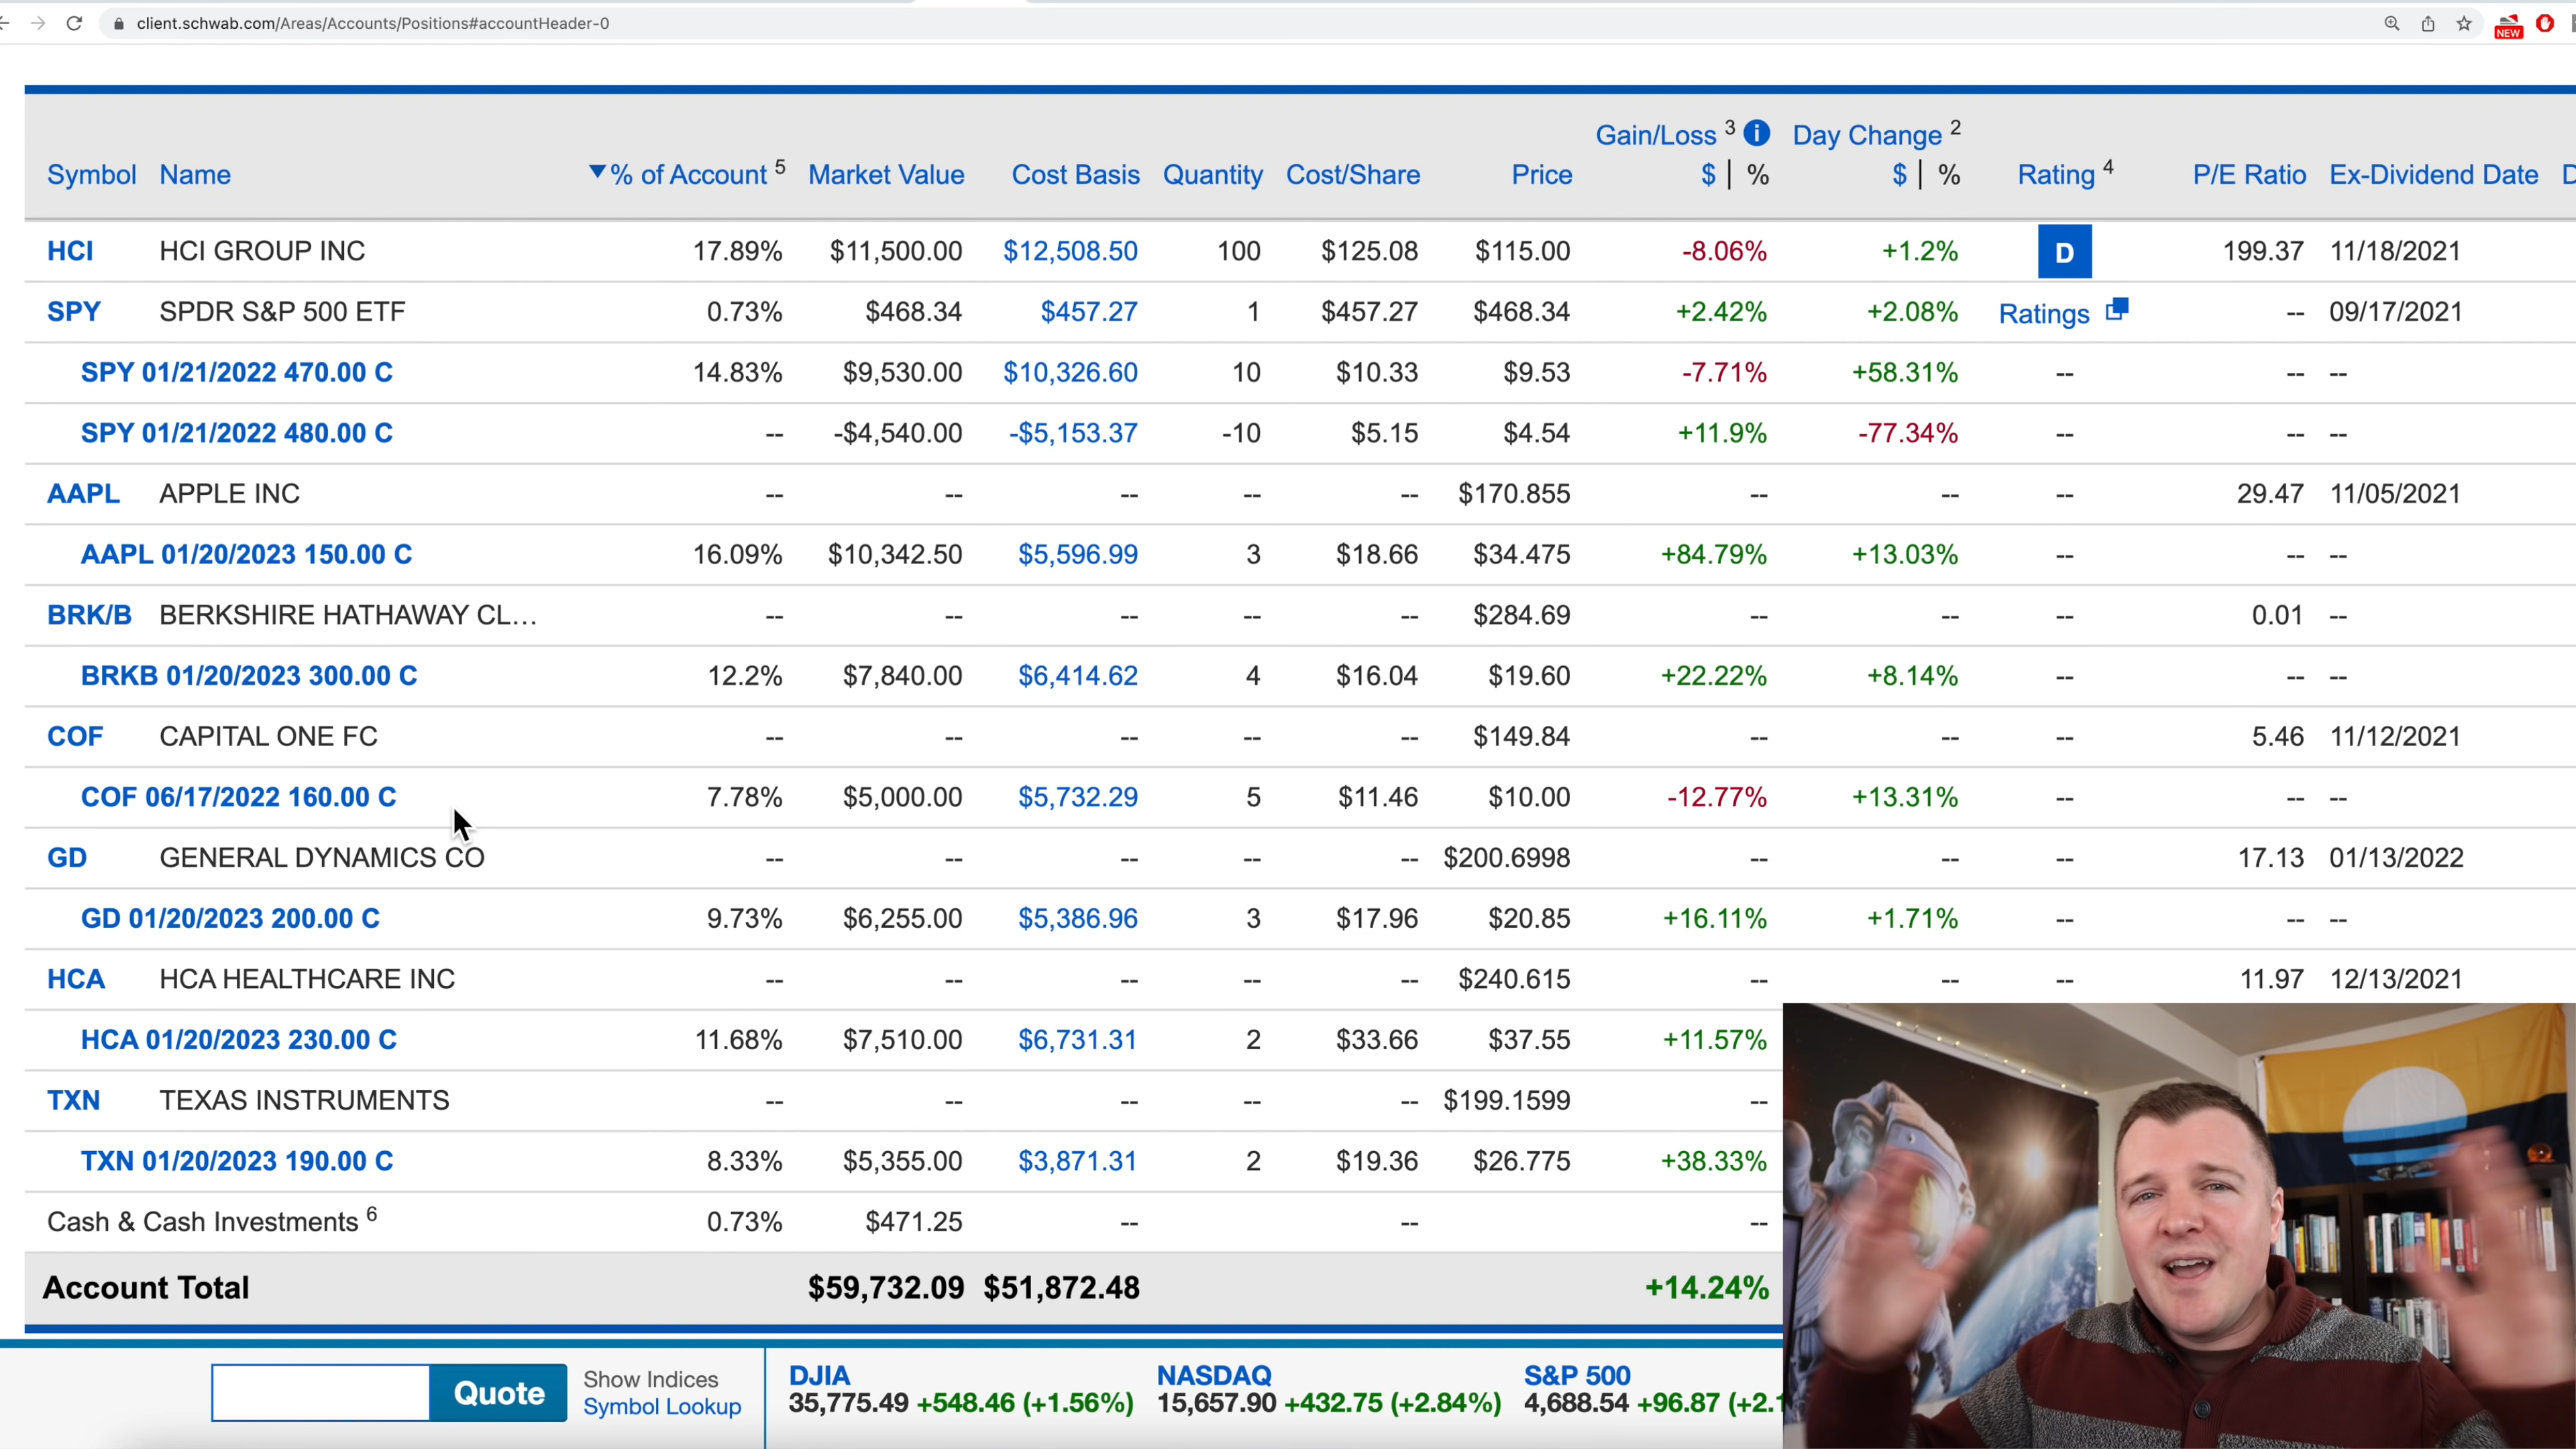 client.schwab.com/Areas/Accounts/Positions#accountHeader-0
NEW
Gain/Loss 3 i Day Change 2
Symbol Name ▼% of Account 5 Market Value Cost Basis Quantity Cost/Share Price $ | % $ | % Rating 4 P/E Ratio Ex-Dividend Date D
HCI HCI GROUP INC 17.89% $11,500.00 $12,508.50 100 $125.08 $115.00 -8.06% +1.2% D 199.37 11/18/2021
SPY SPDR S&P 500 ETF 0.73% $468.34 $457.27 1 $457.27 $468.34 +2.42% +2.08% Ratings -- 09/17/2021
SPY 01/21/2022 470.00 C 14.83% $9,530.00 $10,326.60 10 $10.33 $9.53 -7.71% +58.31% -- -- --
SPY 01/21/2022 480.00 C -- -$4,540.00 -$5,153.37 -10 $5.15 $4.54 +11.9% -77.34% -- -- --
AAPL APPLE INC -- -- -- -- -- $170.855 -- -- -- 29.47 11/05/2021
AAPL 01/20/2023 150.00 C 16.09% $10,342.50 $5,596.99 3 $18.66 $34.475 +84.79% +13.03% -- -- --
BRK/B BERKSHIRE HATHAWAY CL... -- -- -- -- -- $284.69 -- -- -- 0.01 --
BRKB 01/20/2023 300.00 C 12.2% $7,840.00 $6,414.62 4 $16.04 $19.60 +22.22% +8.14% -- -- --
COF CAPITAL ONE FC -- -- -- -- -- $149.84 -- -- -- 5.46 11/12/2021
COF 06/17/2022 160.00 C 7.78% $5,000.00 $5,732.29 5 $11.46 $10.00 -12.77% +13.31% -- -- --
GD GENERAL DYNAMICS CO -- -- -- -- -- $200.6998 -- -- -- 17.13 01/13/2022
GD 01/20/2023 200.00 C 9.73% $6,255.00 $5,386.96 3 $17.96 $20.85 +16.11% +1.71% -- -- --
HCA HCA HEALTHCARE INC -- -- -- -- -- $240.615 -- -- -- 11.97 12/13/2021
HCA 01/20/2023 230.00 C 11.68% $7,510.00 $6,731.31 2 $33.66 $37.55 +11.57%
TXN TEXAS INSTRUMENTS -- -- -- -- -- $199.1599 --
TXN 01/20/2023 190.00 C 8.33% $5,355.00 $3,871.31 2 $19.36 $26.775 +38.33%
Cash & Cash Investments 6 0.73% $471.25 -- -- --
Account Total $59,732.09 $51,872.48 +14.24%
Quote
Show Indices
Symbol Lookup
DJIA
35,775.49 +548.46 (+1.56%)
NASDAQ
15,657.90 +432.75 (+2.84%)
S&P 500
4,688.54 +96.87 (+2.1